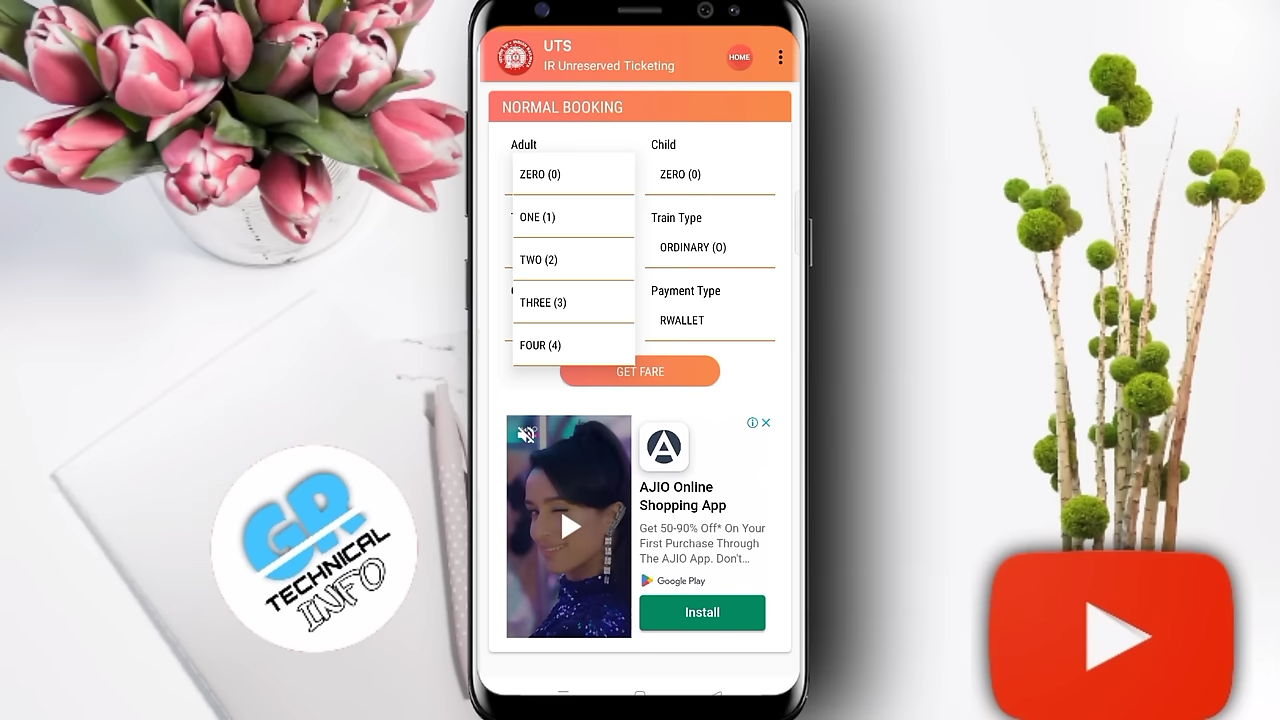 UTS
IR Unreserved Ticketing
HOME
NORMAL BOOKING
Adult
Child
ZERO (0)
ZERO (0)
ONE (1)
Train Type
TWO (2)
ORDINARY (O)
THREE (3)
Payment Type
FOUR (4)
RWALLET
GET FARE
AJIO Online
Shopping App
Get 50-90% Off* On Your
First Purchase Through
The AJIO App. Don't...
Google Play
Install
GR
TECHNICAL
INFO